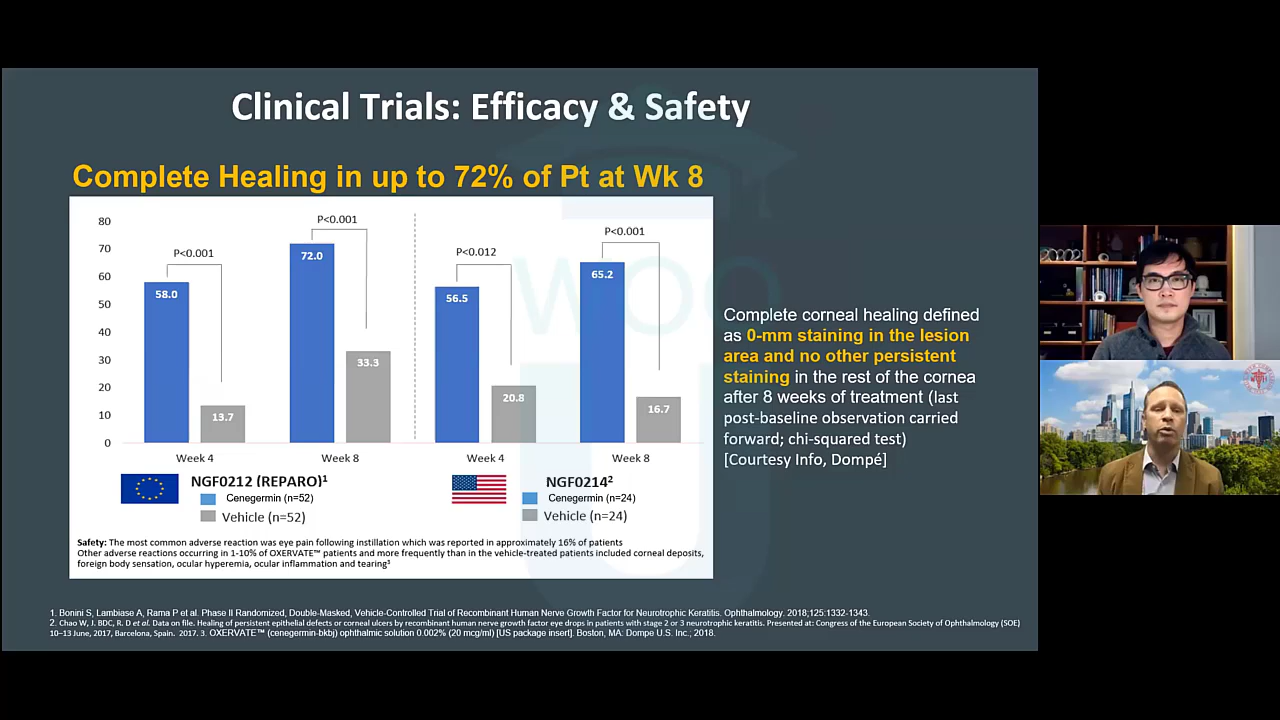 Clinical Trials: Efficacy & Safety
Complete Healing in up to 72% of Pt at Wk 8
80
70
60
50
40
30
20
10
0
P<0.001
P<0.001
P<0.012
P<0.001
58.0
13.7
72.0
33.3
56.5
20.8
65.2
16.7
Week 4
Week 8
Week 4
Week 8
NGF0212 (REPARO)1
Cenegermin (n=52)
Vehicle (n=52)
NGF02142
Cenegermin (n=24)
Vehicle (n=24)
Safety: The most common adverse reaction was eye pain following instillation which was reported in approximately 16% of patients
Other adverse reactions occurring in 1-10% of OXERVATE™ patients and more frequently than in the vehicle-treated patients included corneal deposits,
foreign body sensation, ocular hyperemia, ocular inflammation and tearing3
Complete corneal healing defined
as 0-mm staining in the lesion
area and no other persistent
staining in the rest of the cornea
after 8 weeks of treatment (last
post-baseline observation carried
forward; chi-squared test)
[Courtesy Info, Dompé]
WOO
U
1. Bonini S, Lambiase A, Rama P et al. Phase II Randomized, Double-Masked, Vehicle-Controlled Trial of Recombinant Human Nerve Growth Factor for Neurotrophic Keratitis. Ophthalmology. 2018;125:1332-1343.
2. Chao W, J. BDC, R. D et al. Data on file. Healing of persistent epithelial defects or corneal ulcers by recombinant human nerve growth factor eye drops in patients with stage 2 or 3 neurotrophic keratitis. Presented at: Congress of the European Society of Ophthalmology (SOE)
10–13 June, 2017, Barcelona, Spain. 2017. 3. OXERVATE™ (cenegermin-bkbj) ophthalmic solution 0.002% (20 mcg/ml) [US package insert]. Boston, MA: Dompe U.S. Inc.; 2018.